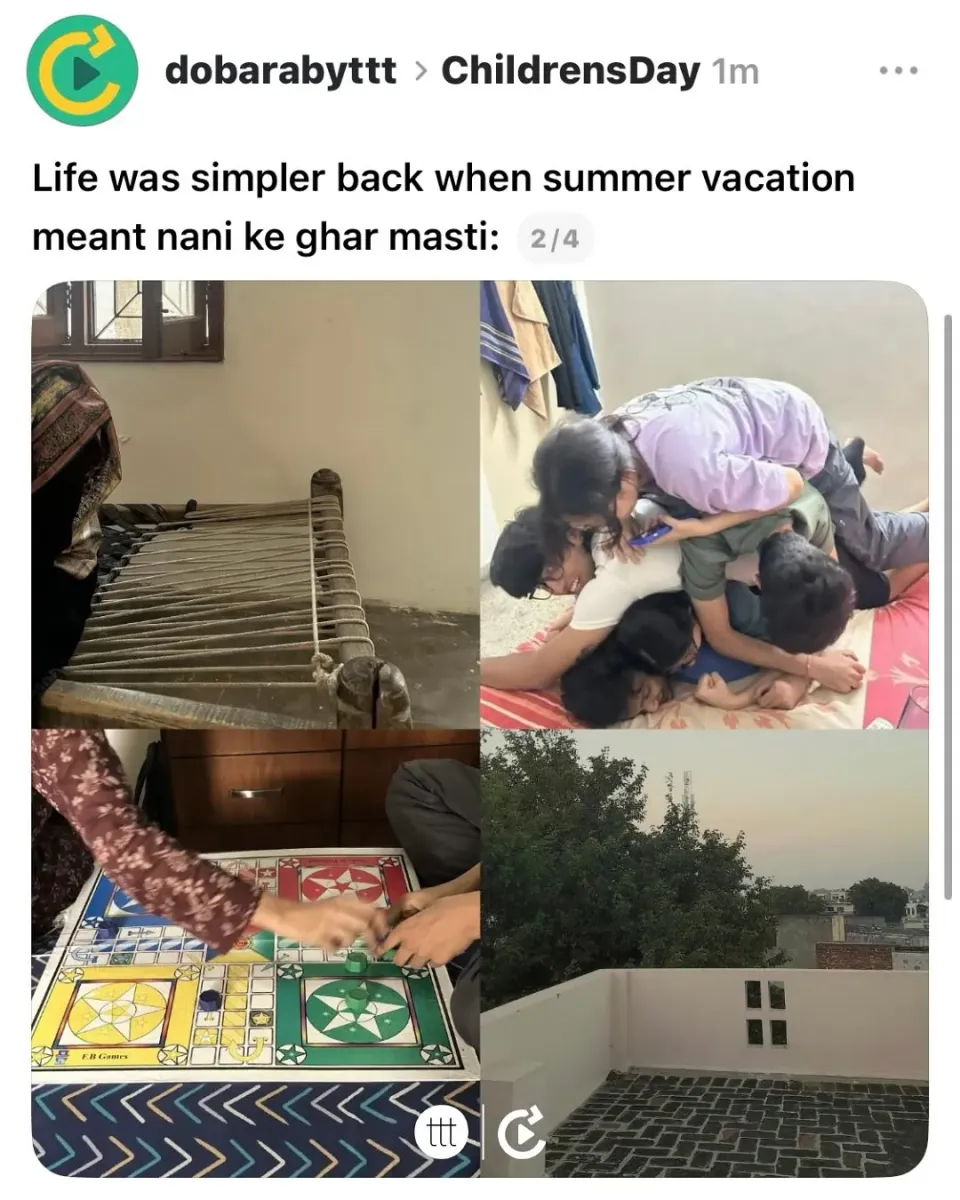 dobarabyttt > ChildrensDay 1m
Life was simpler back when summer vacation
meant nani ke ghar masti: 2/4
F.B Games
ttt